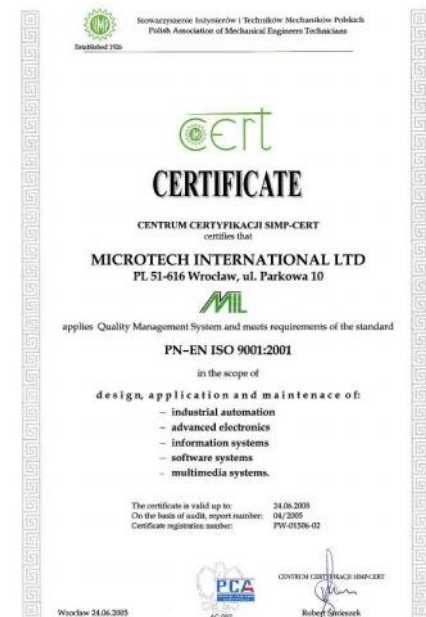 Stowarzyszenie Inżynierów i Techników Mechaników Polskich
Polish Association of Mechanical Engineers Technicians
Established 1926
cert
CERTIFICATE
CENTRUM CERTYFIKACJI SIMP-CERT
certifies that
MICROTECH INTERNATIONAL LTD
PL 51-616 Wrocław, ul. Parkowa 10
MIL
applies Quality Management System and meets requirements of the standard
PN-EN ISO 9001:2001
in the scope of
design, application and maintenace of:
– industrial automation
– advanced electronics
– information systems
– software systems
– multimedia systems.
The certificate is valid up to: 24.06.2008
On the basis of audit, report number: 04/2005
Certificate registration number: PW-01506-02
PCA
CENTRUM CERTYFIKACJI SIMP-CERT
Wrocław 24.06.2005
Robert Śmieszek